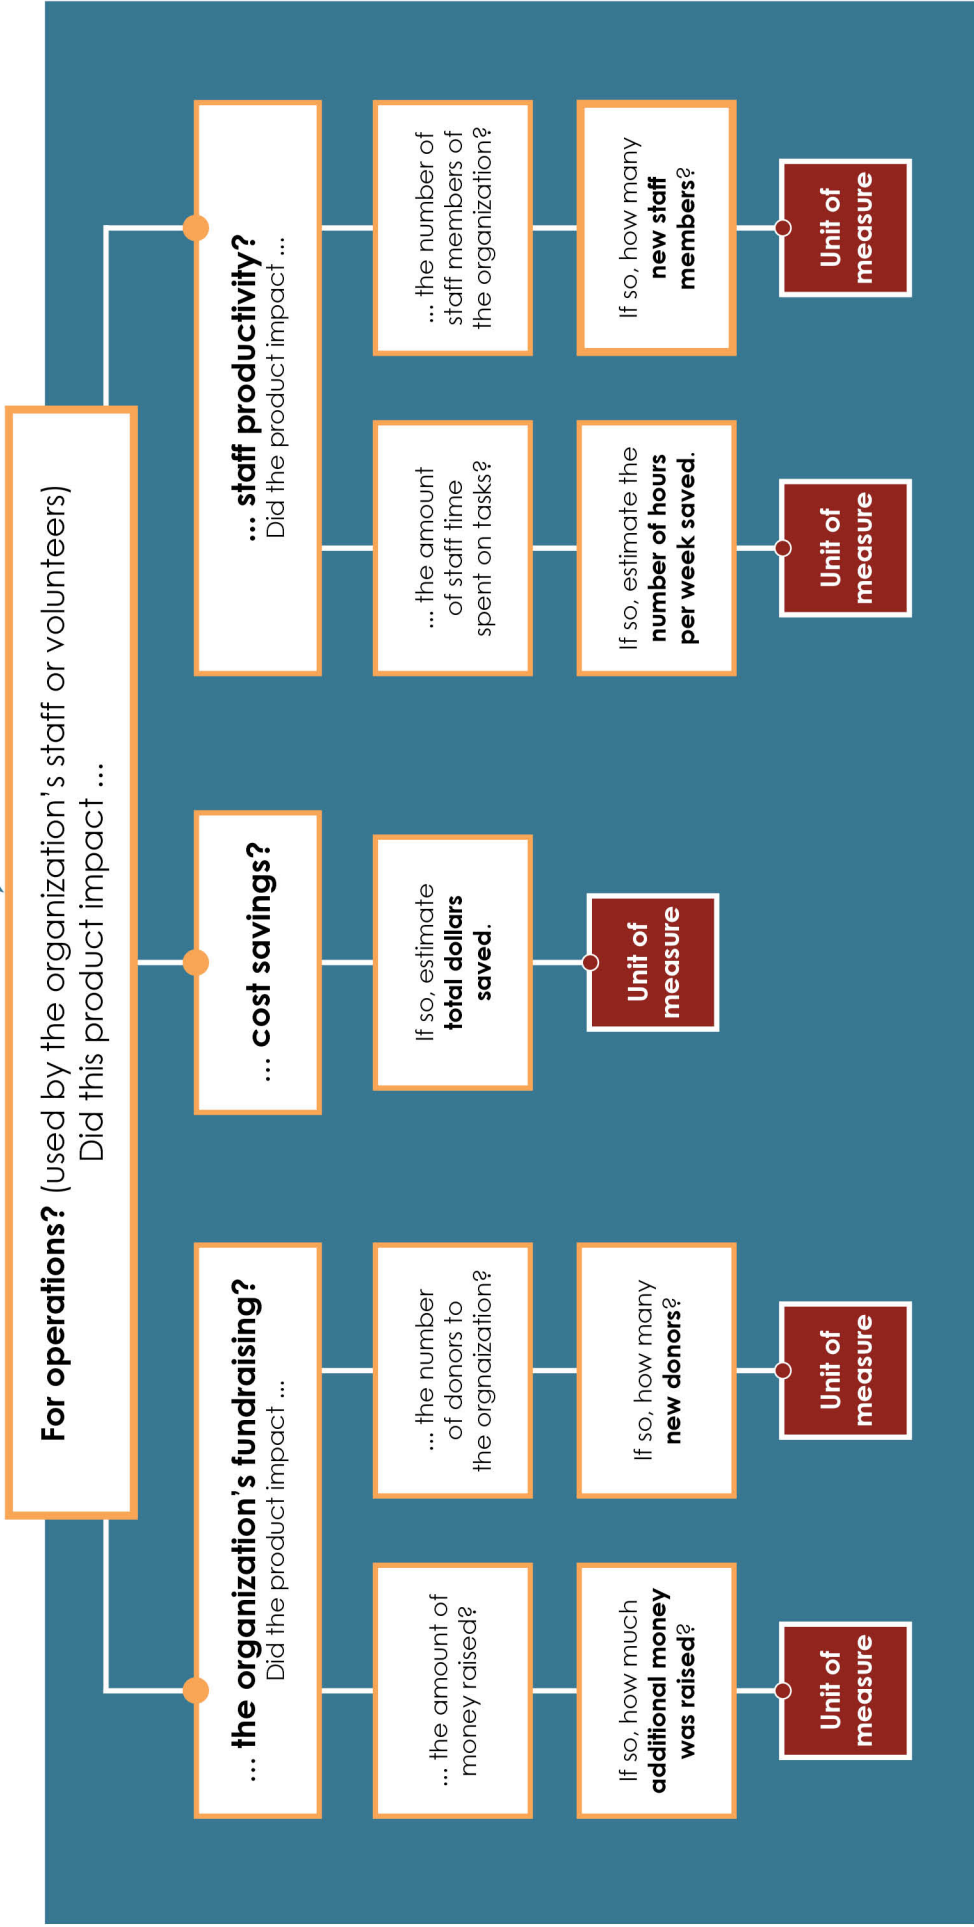 For operations? (used by the organization's staff or volunteers)
Did this product impact ...
... the organization's fundraising?
Did the product impact ...
... the amount of
money raised?
If so, how much
additional money
was raised?
Unit of
measure
... the number
of donors to
the orgnaization?
If so, how many
new donors?
Unit of
measure
... cost savings?
If so, estimate
total dollars
saved.
Unit of
measure
... staff productivity?
Did the product impact ...
... the amount
of staff time
spent on tasks?
If so, estimate the
number of hours
per week saved.
Unit of
measure
... the number of
staff members of
the organization?
If so, how many
new staff
members?
Unit of
measure